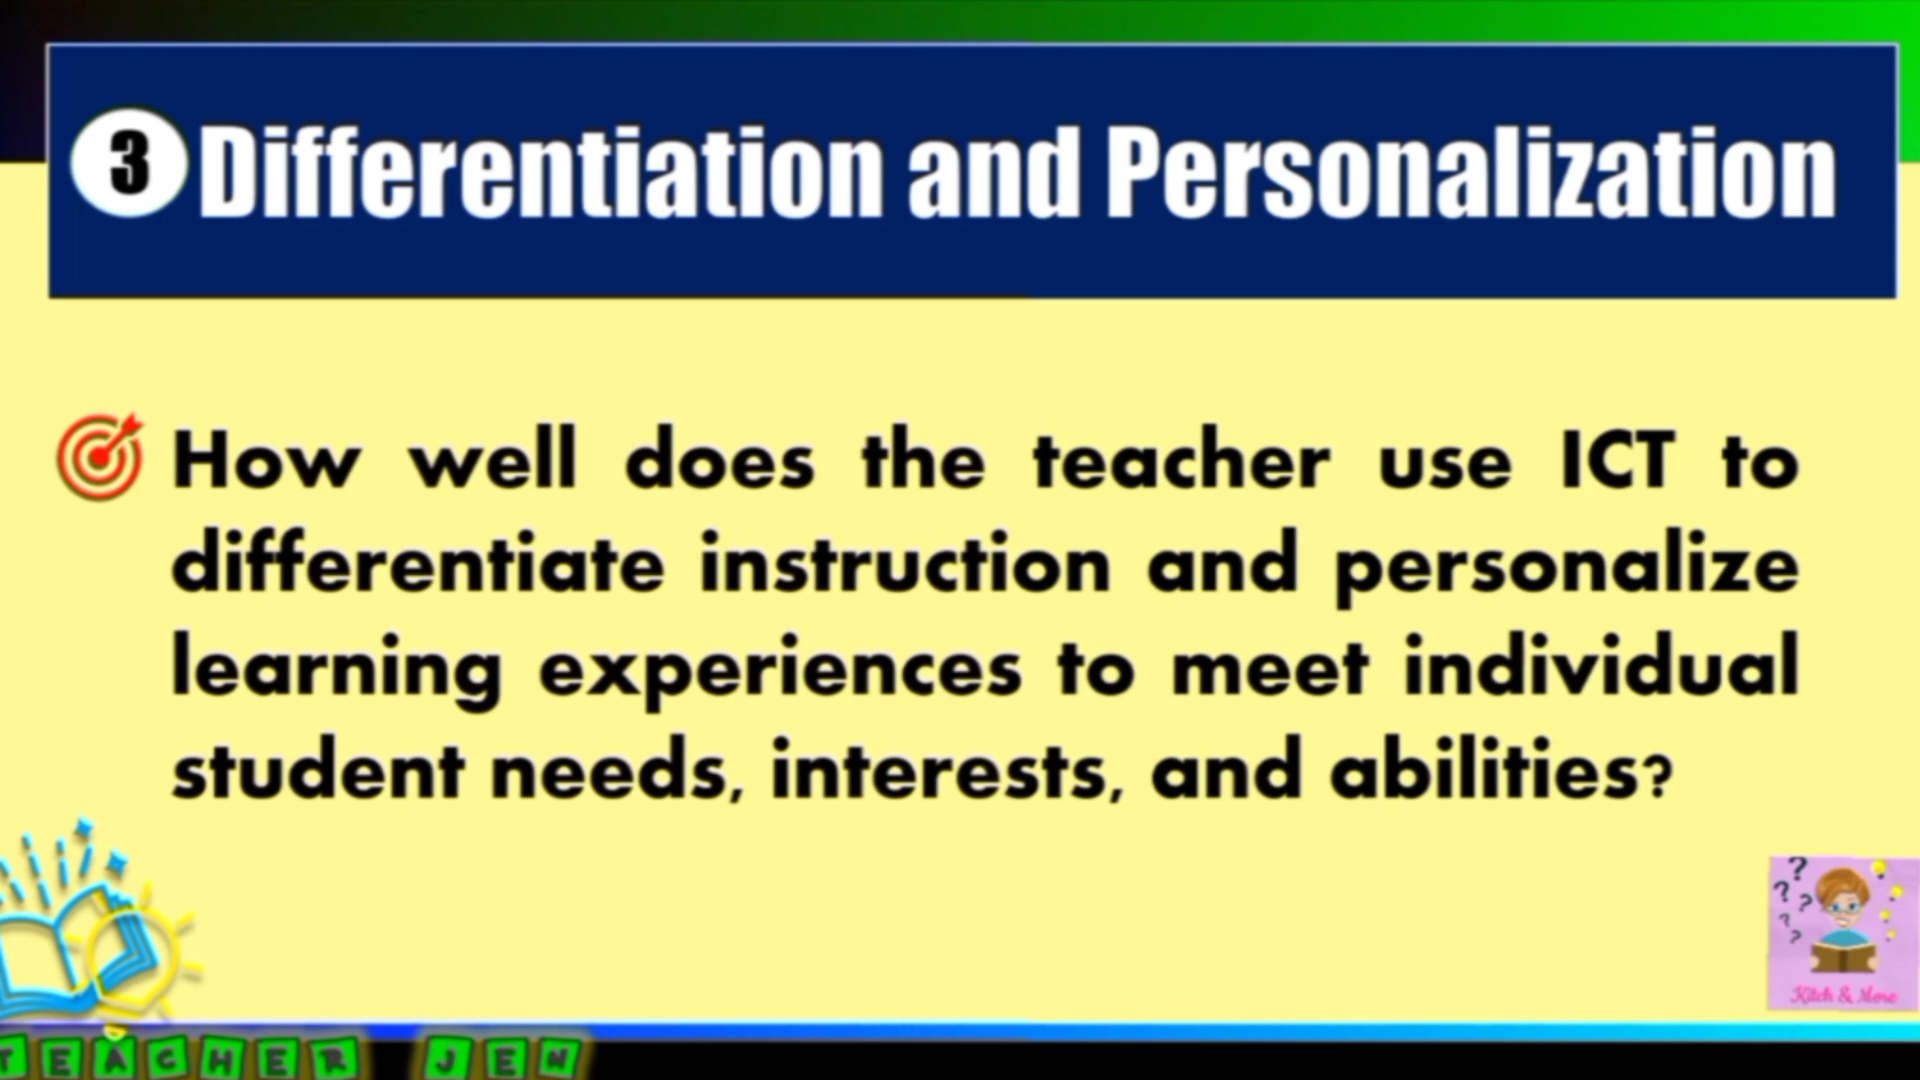 3 Differentiation and Personalization
How well does the teacher use ICT to
differentiate instruction and personalize
learning experiences to meet individual
student needs, interests, and abilities?
? ? ? ? ?
Kitch & More
TEACHER JEN